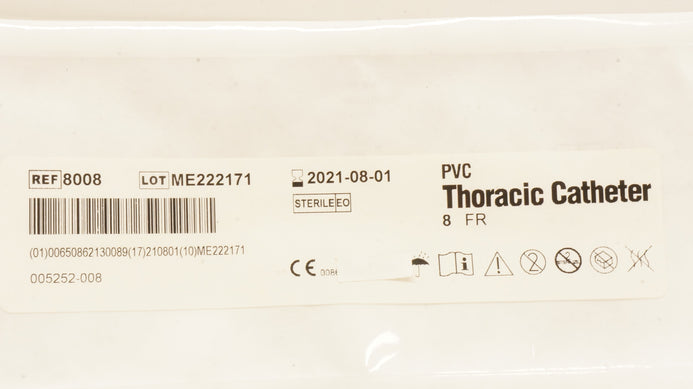 REF 8008
LOT ME222171
2021-08-01
STERILE EO
PVC
Thoracic Catheter
8 FR
(01)00650862130089(17)210801(10)ME222171
005252-008
CE